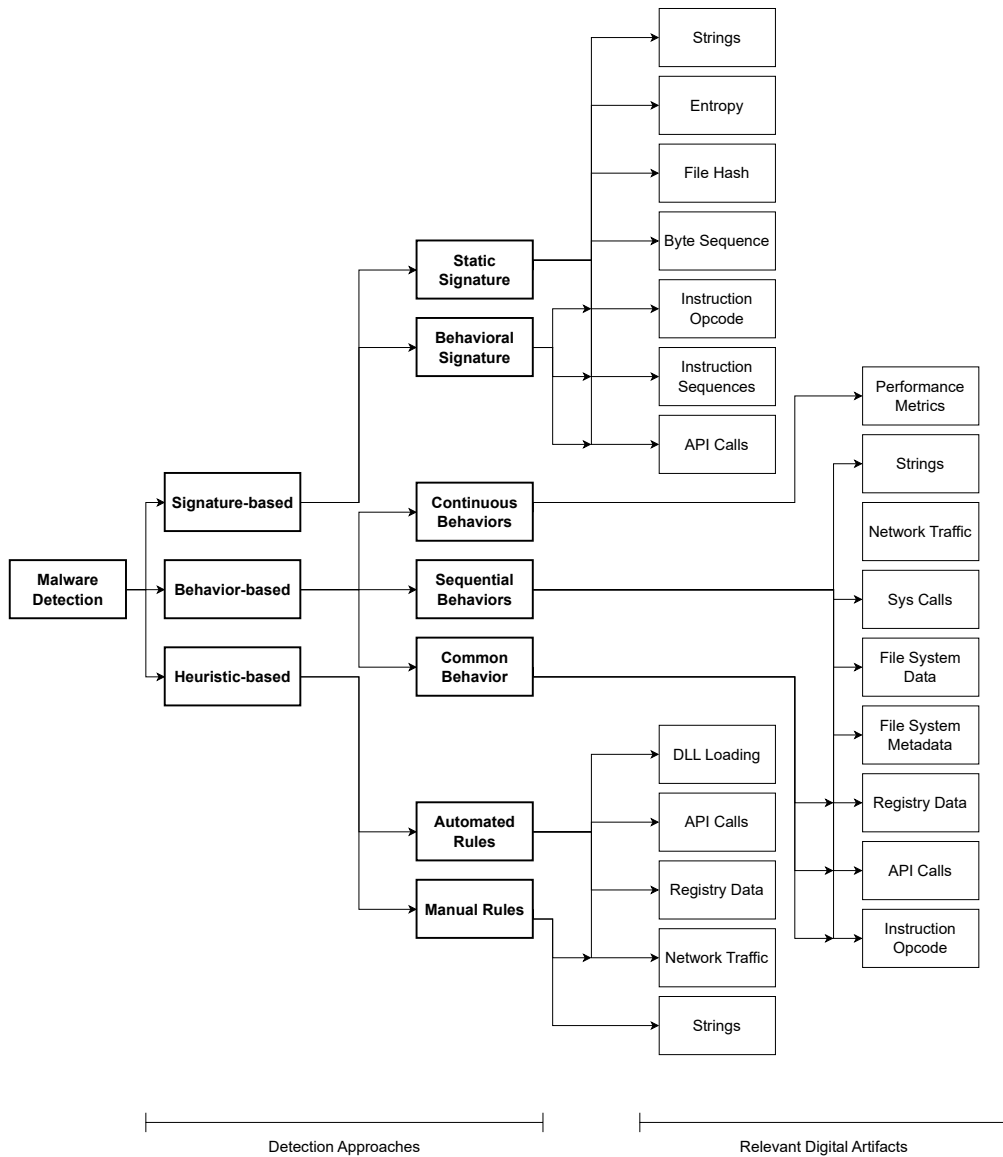 Malware
Detection
Signature-based
Behavior-based
Heuristic-based
Static
Signature
Behavioral
Signature
Continuous
Behaviors
Sequential
Behaviors
Common
Behavior
Automated
Rules
Manual Rules
Strings
Entropy
File Hash
Byte Sequence
Instruction
Opcode
Instruction
Sequences
API Calls
DLL Loading
API Calls
Registry Data
Network Traffic
Strings
Performance
Metrics
Strings
Network Traffic
Sys Calls
File System
Data
File System
Metadata
Registry Data
API Calls
Instruction
Opcode
Detection Approaches
Relevant Digital Artifacts